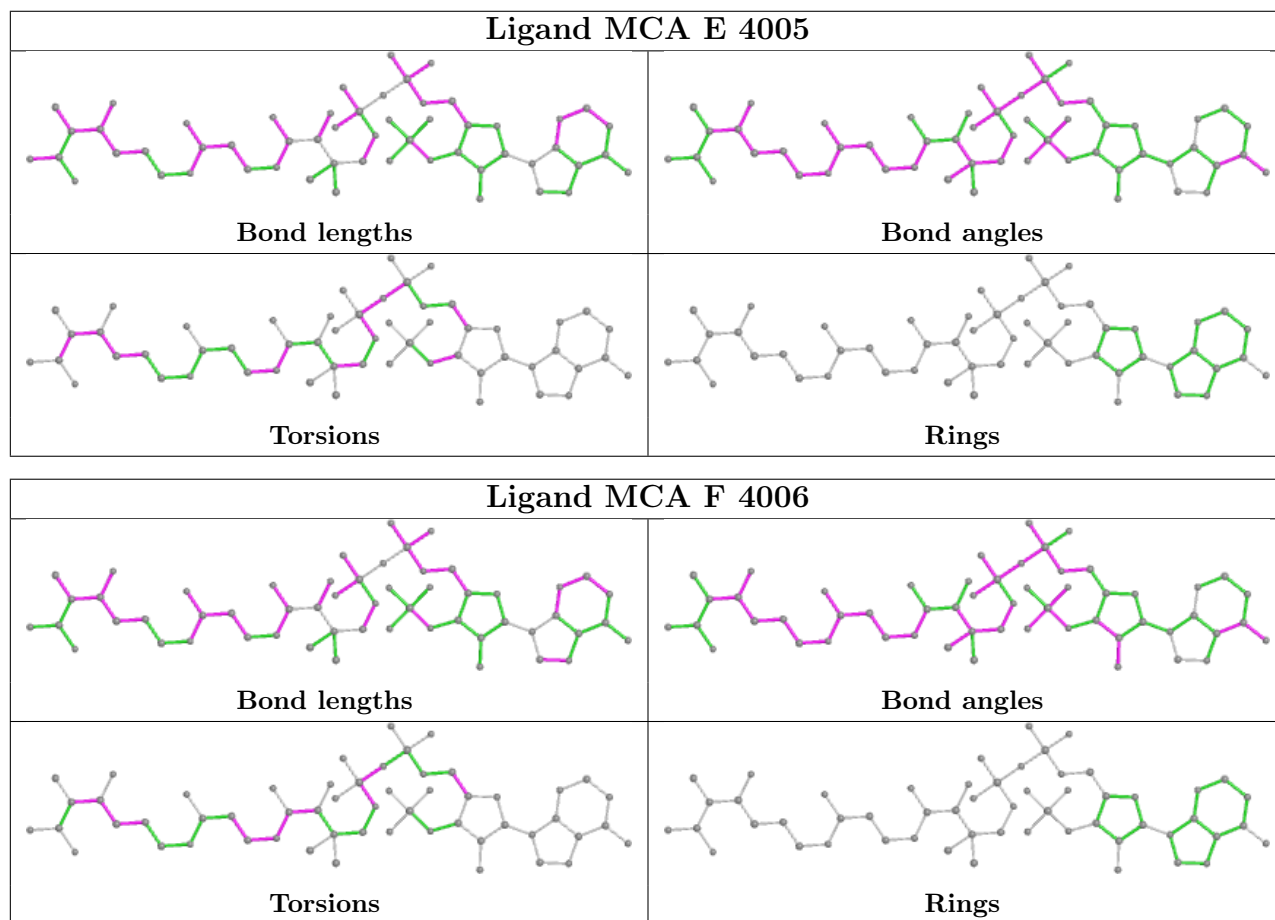 Ligand MCA E 4005
Bond lengths
Bond angles
Torsions
Rings
Ligand MCA F 4006
Bond lengths
Bond angles
Torsions
Rings